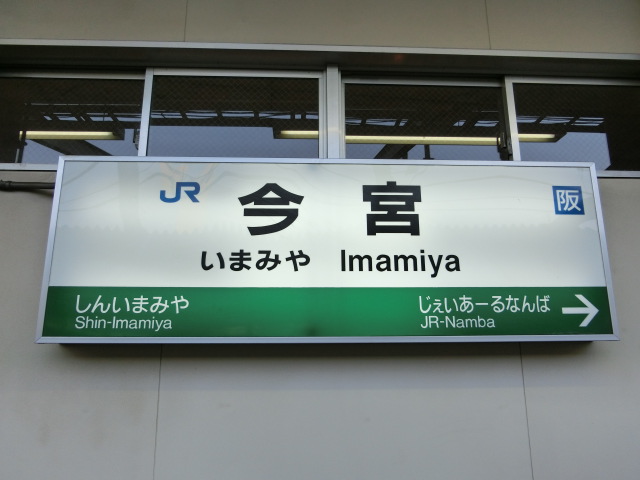 JR 今宮 阪
いまみや Imamiya
しんいまみや じぇいあーるなんば →
Shin-Imamiya JR-Namba